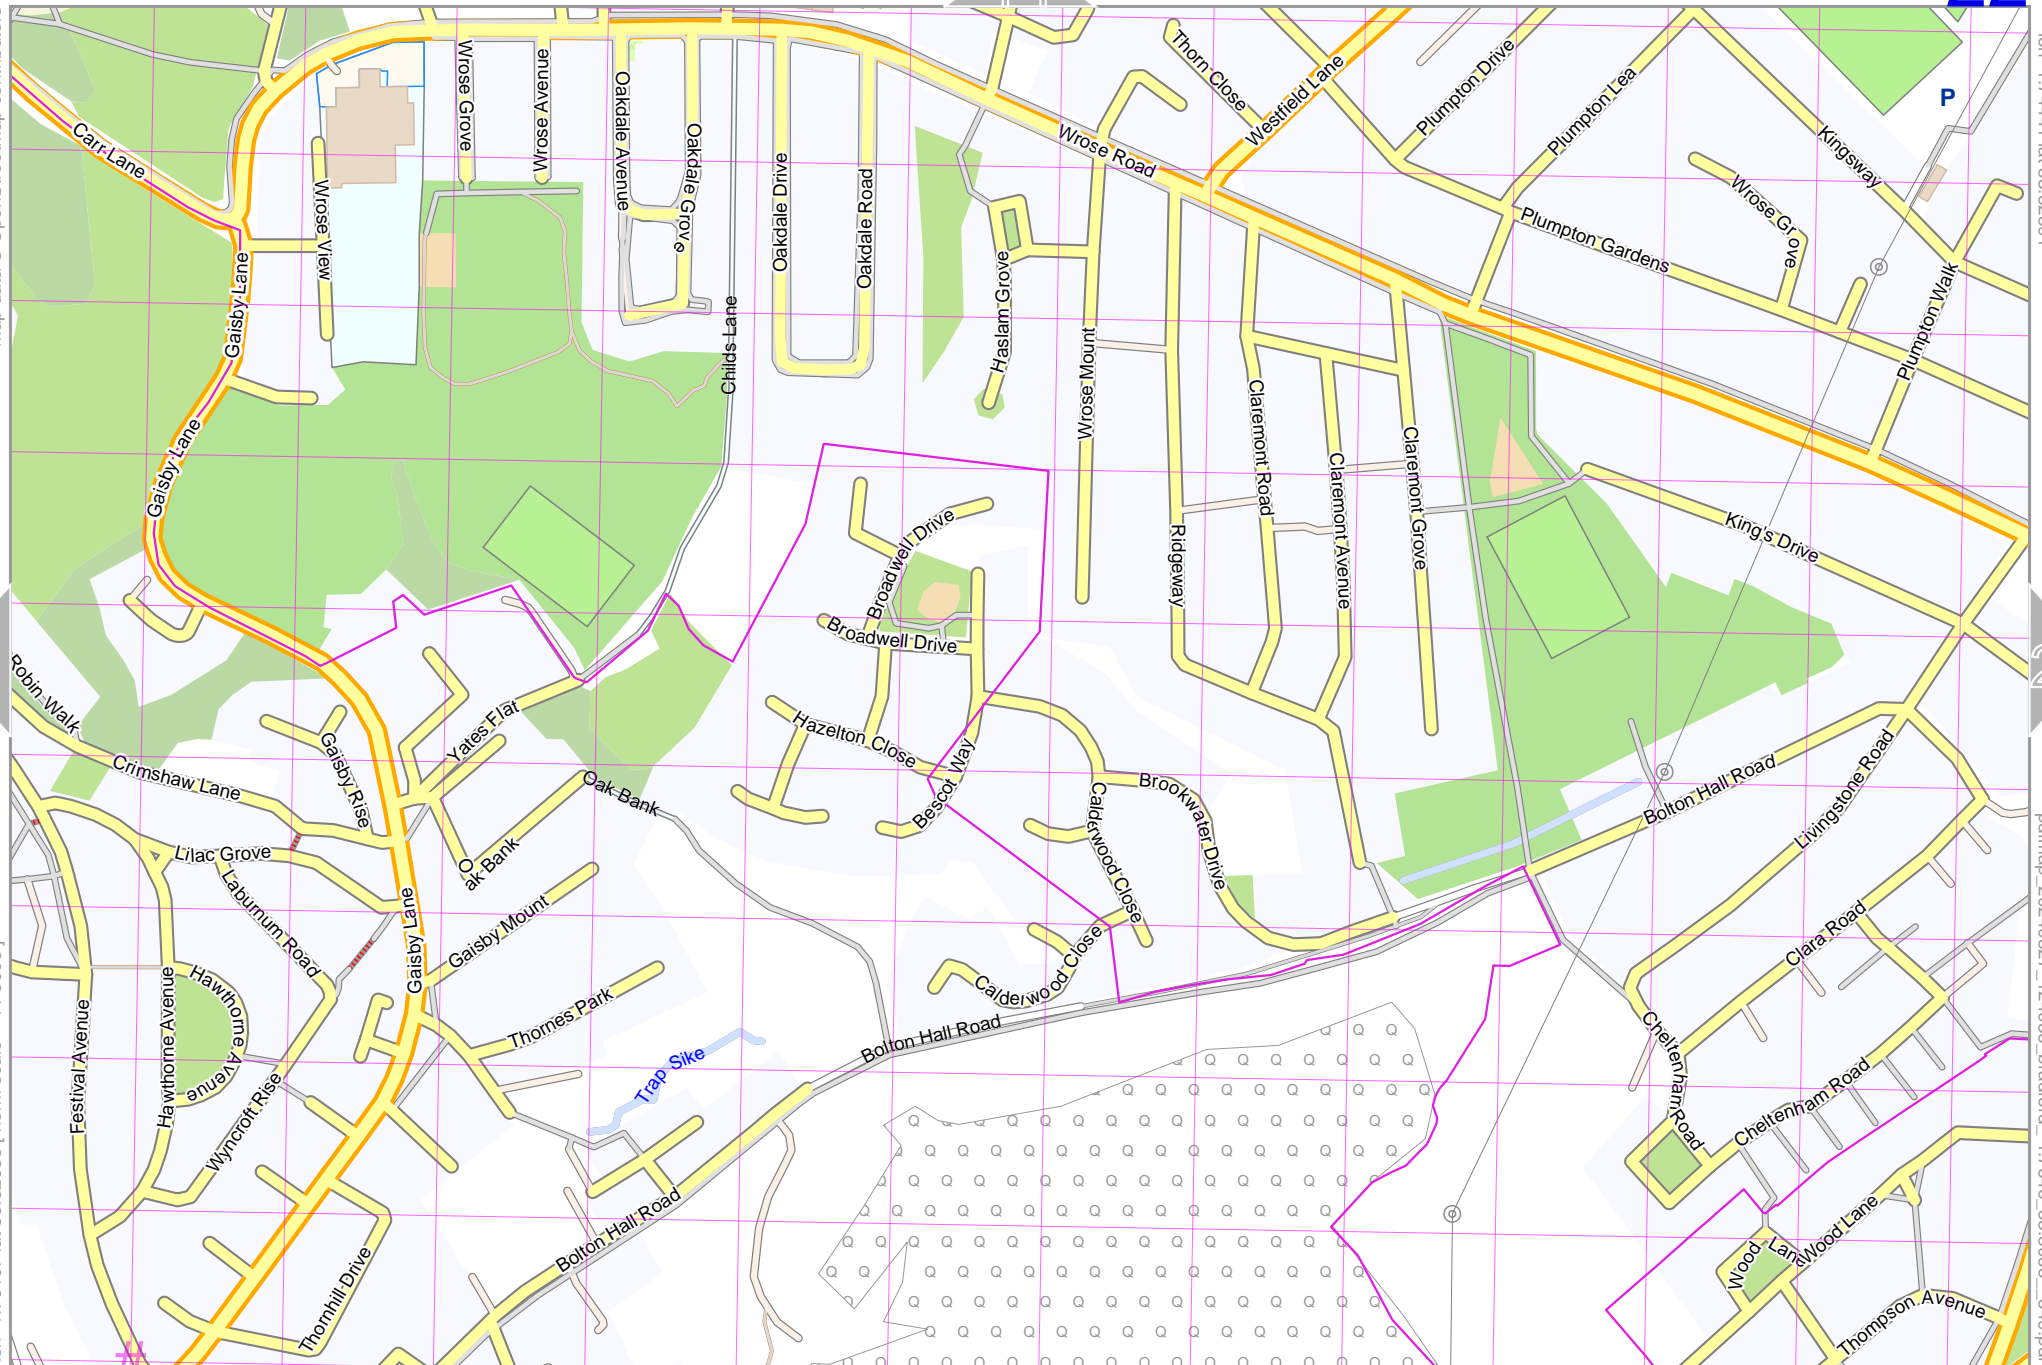 Thorn Close
Westfield Lane
Plumpton Drive
Plumpton Lea
P
Kingsway
Carr Lane
Wrose Grove
Wrose Avenue
Oakdale Avenue
Oakdale Grove
Oakdale Drive
Oakdale Road
Wrose Road
Wrose View
Wrose Grove
Plumpton Gardens
Plumpton Walk
Gaisby Lane
Childs Lane
Haslam Grove
Wrose Mount
Claremont Road
Claremont Avenue
Claremont Grove
Gaisby Lane
Ridgeway
King's Drive
Broadwell Drive
Broadwell Drive
Robin Walk
Yates Flat
Hazelton Close
Bescot Way
Gaisby Rise
Crimshaw Lane
Oak Bank
Brookwater Drive
Calderwood Close
Bolton Hall Road
Livingstone Road
Lilac Grove
Oak Bank
Laburnum Road
Gaisby Lane
Gaisby Mount
Clara Road
Calderwood Close
Hawthorne Avenue
Hawthorne Avenue
Festival Avenue
Thornes Park
Bolton Hall Road
Trap Sike
Cheltenham Road
Cheltenham Road
Wyncroft Rise
Bolton Hall Road
Thornhill Drive
Wood Lane
Wood Lane
Thompson Avenue